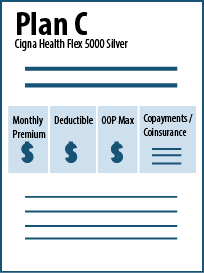 Plan C
Cigna Health Flex 5000 Silver
Monthly Premium
Deductible
OOP Max
Copayments / Coinsurance
$
$
$